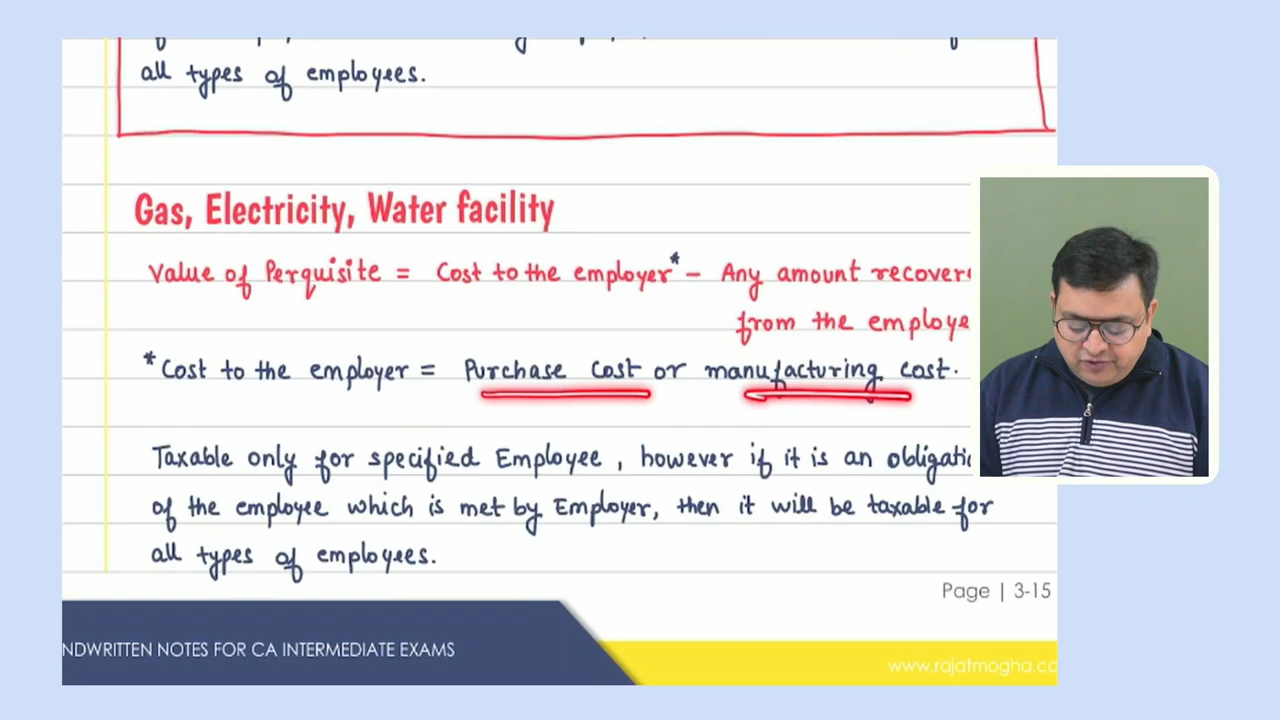 all types of employees.
Gas, Electricity, Water facility
Value of Perquisite = Cost to the employer* – Any amount recover
from the employe
*Cost to the employer = Purchase Cost or manufacturing cost.
Taxable only for specified Employee, however if it is an obligati
of the employee which is met by Employer, then it will be taxable for
all types of employees.
Page | 3-15
NDWRITTEN NOTES FOR CA INTERMEDIATE EXAMS
www.rajatmogha.co